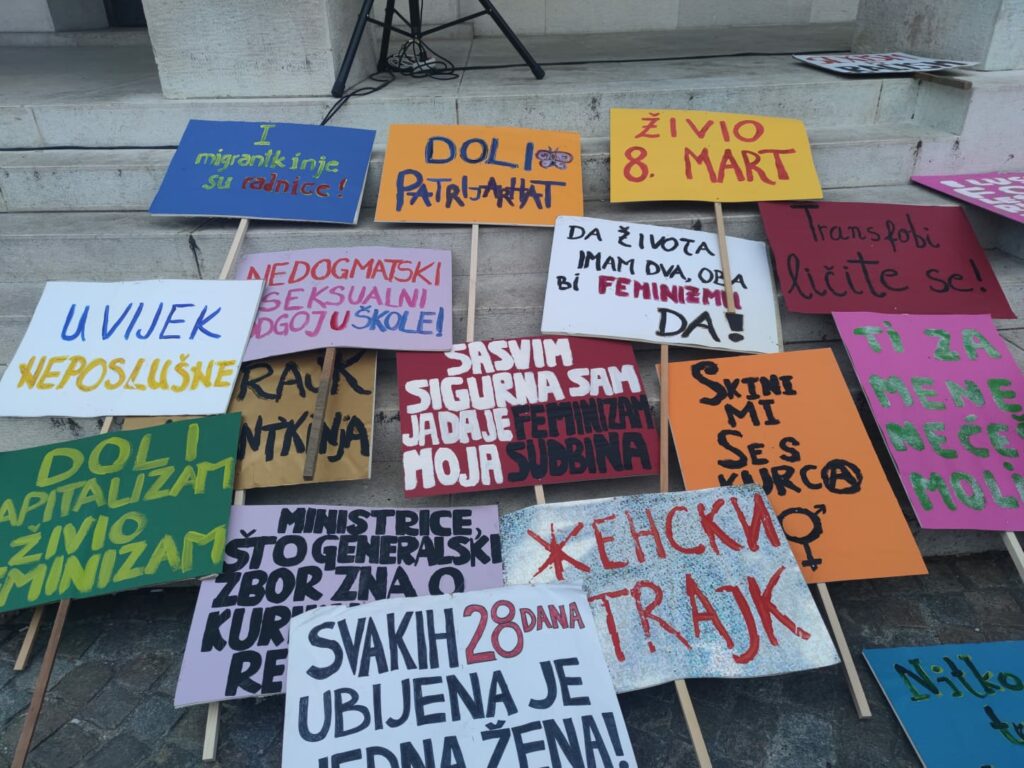 I
migrantkinje
su radnice!
DOLI
PATRIJARHAT
ŽIVIO
8. MART
Transfobi
ličite se!
NEDOGMATSKI
SEKSUALNI
ODGOJ U ŠKOLE!
DA ŽIVOTA
IMAM DVA, OBA
BI FEMINIZMU
DA!
UVIJEK
NEPOSLUŠNE
SASVIM
SIGURNA SAM
JA DA JE FEMINIZAM
MOJA SUDBINA
SKINI
MI
SE S
KURCA
TI ZA
MENE
NEĆEŠ
MOLI
DOLI
KAPITALIZAM
ŽIVIO
FEMINIZAM
MINISTRICE,
ŠTO GENERALSKI
ZBOR ZNA O
ЖЕНСКИ
TRAJK
SVAKIH 28 DANA
UBIJENA JE
JEDNA ŽENA!
Nitko